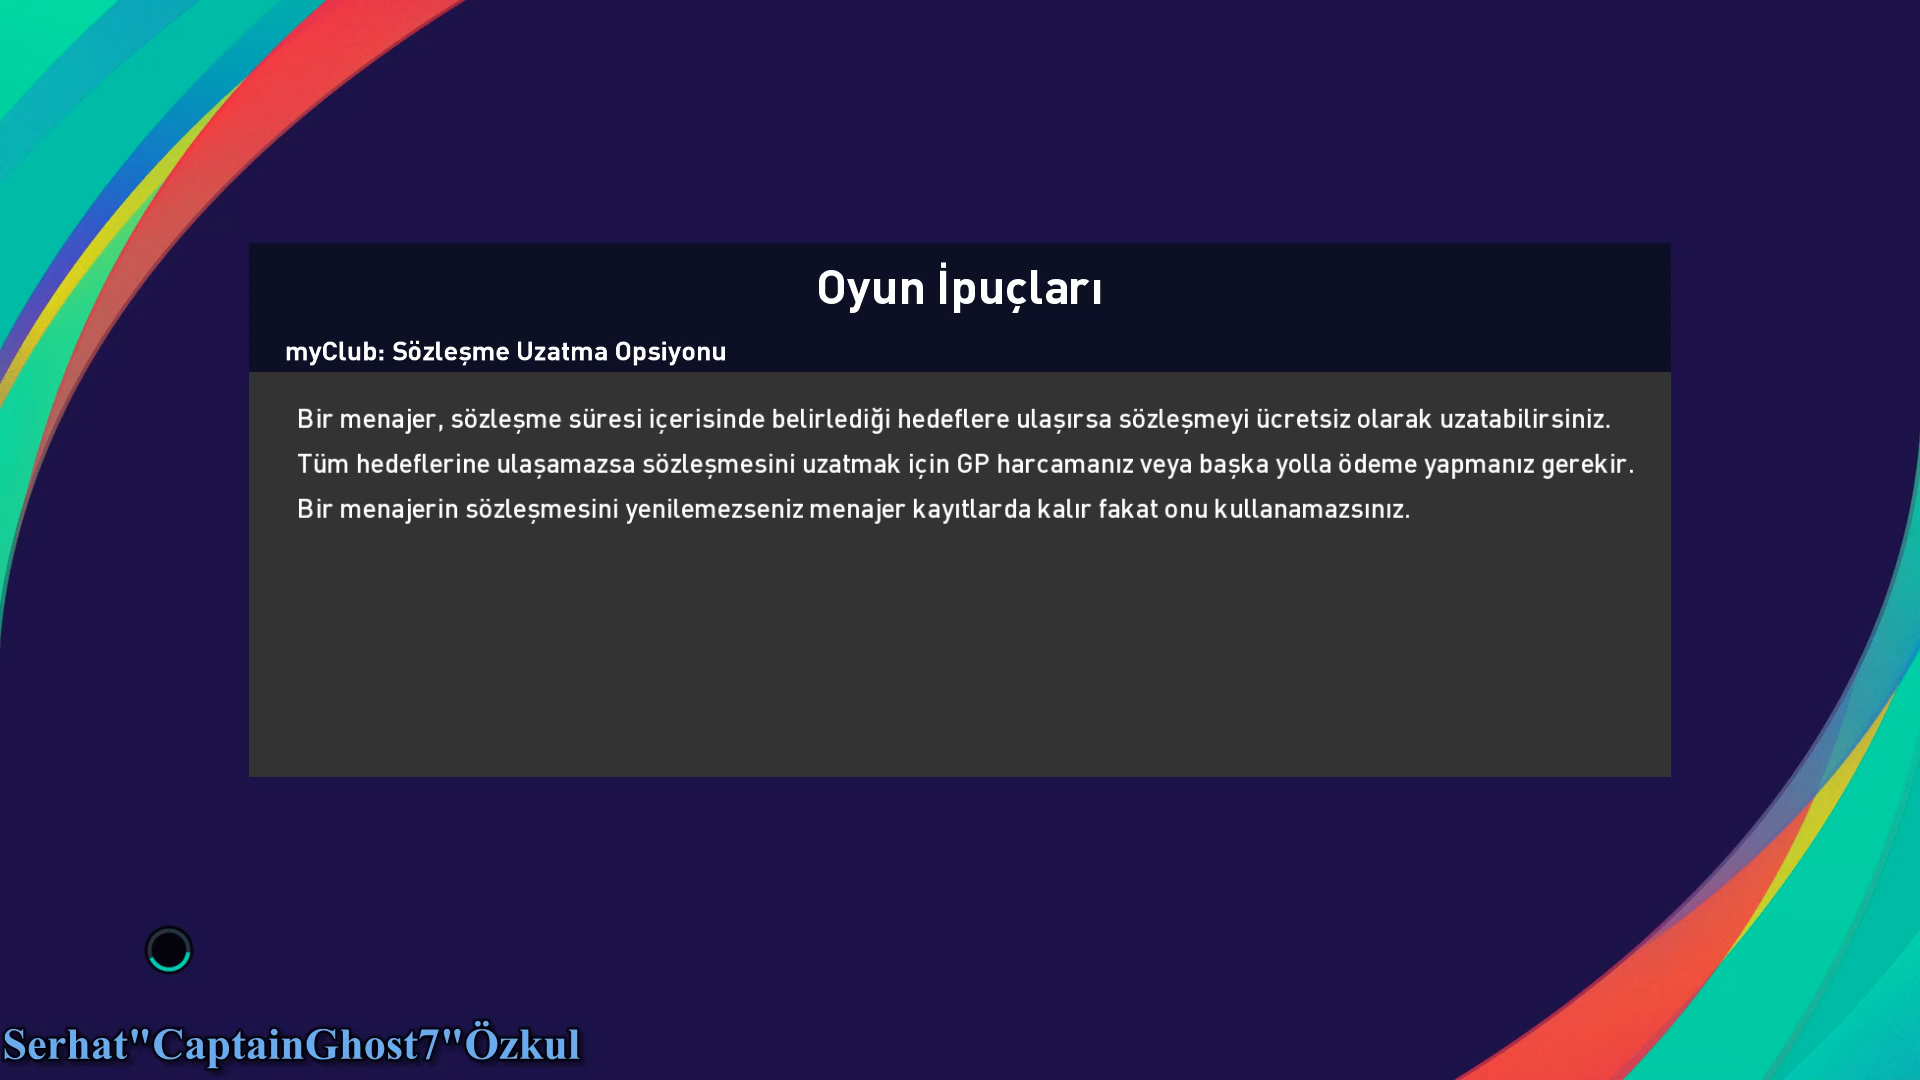 Oyun İpuçları
myClub: Sözleşme Uzatma Opsiyonu
Bir menajer, sözleşme süresi içerisinde belirlediği hedeflere ulaşırsa sözleşmeyi ücretsiz olarak uzatabilirsiniz.
Tüm hedeflerine ulaşamazsa sözleşmesini uzatmak için GP harcamanız veya başka yolla ödeme yapmanız gerekir.
Bir menajerin sözleşmesini yenilemezseniz menajer kayıtlarda kalır fakat onu kullanamazsınız.
Serhat"CaptainGhost7"Özkul